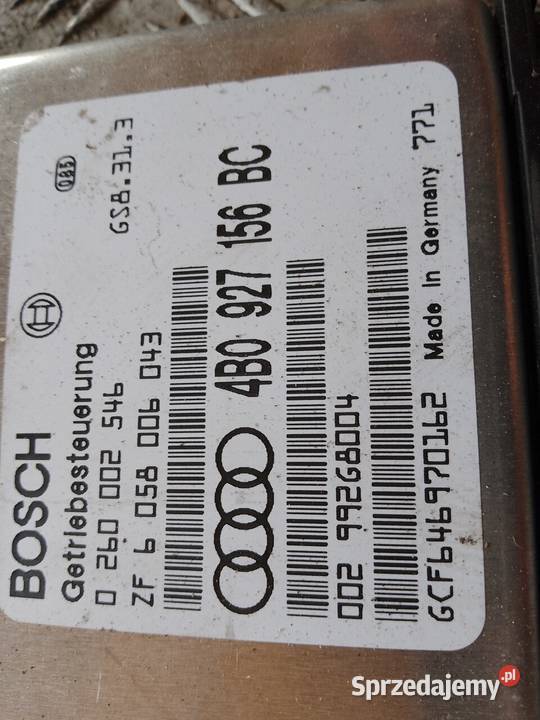 BOSCH
Getriebesteuerung
0 260 002 546
ZF 6 058 006 043
GS8.31.3
4B0 927 156 BC
002 992G8004
GCF646970162 Made In Germany 771
Sprzedajemy.pl